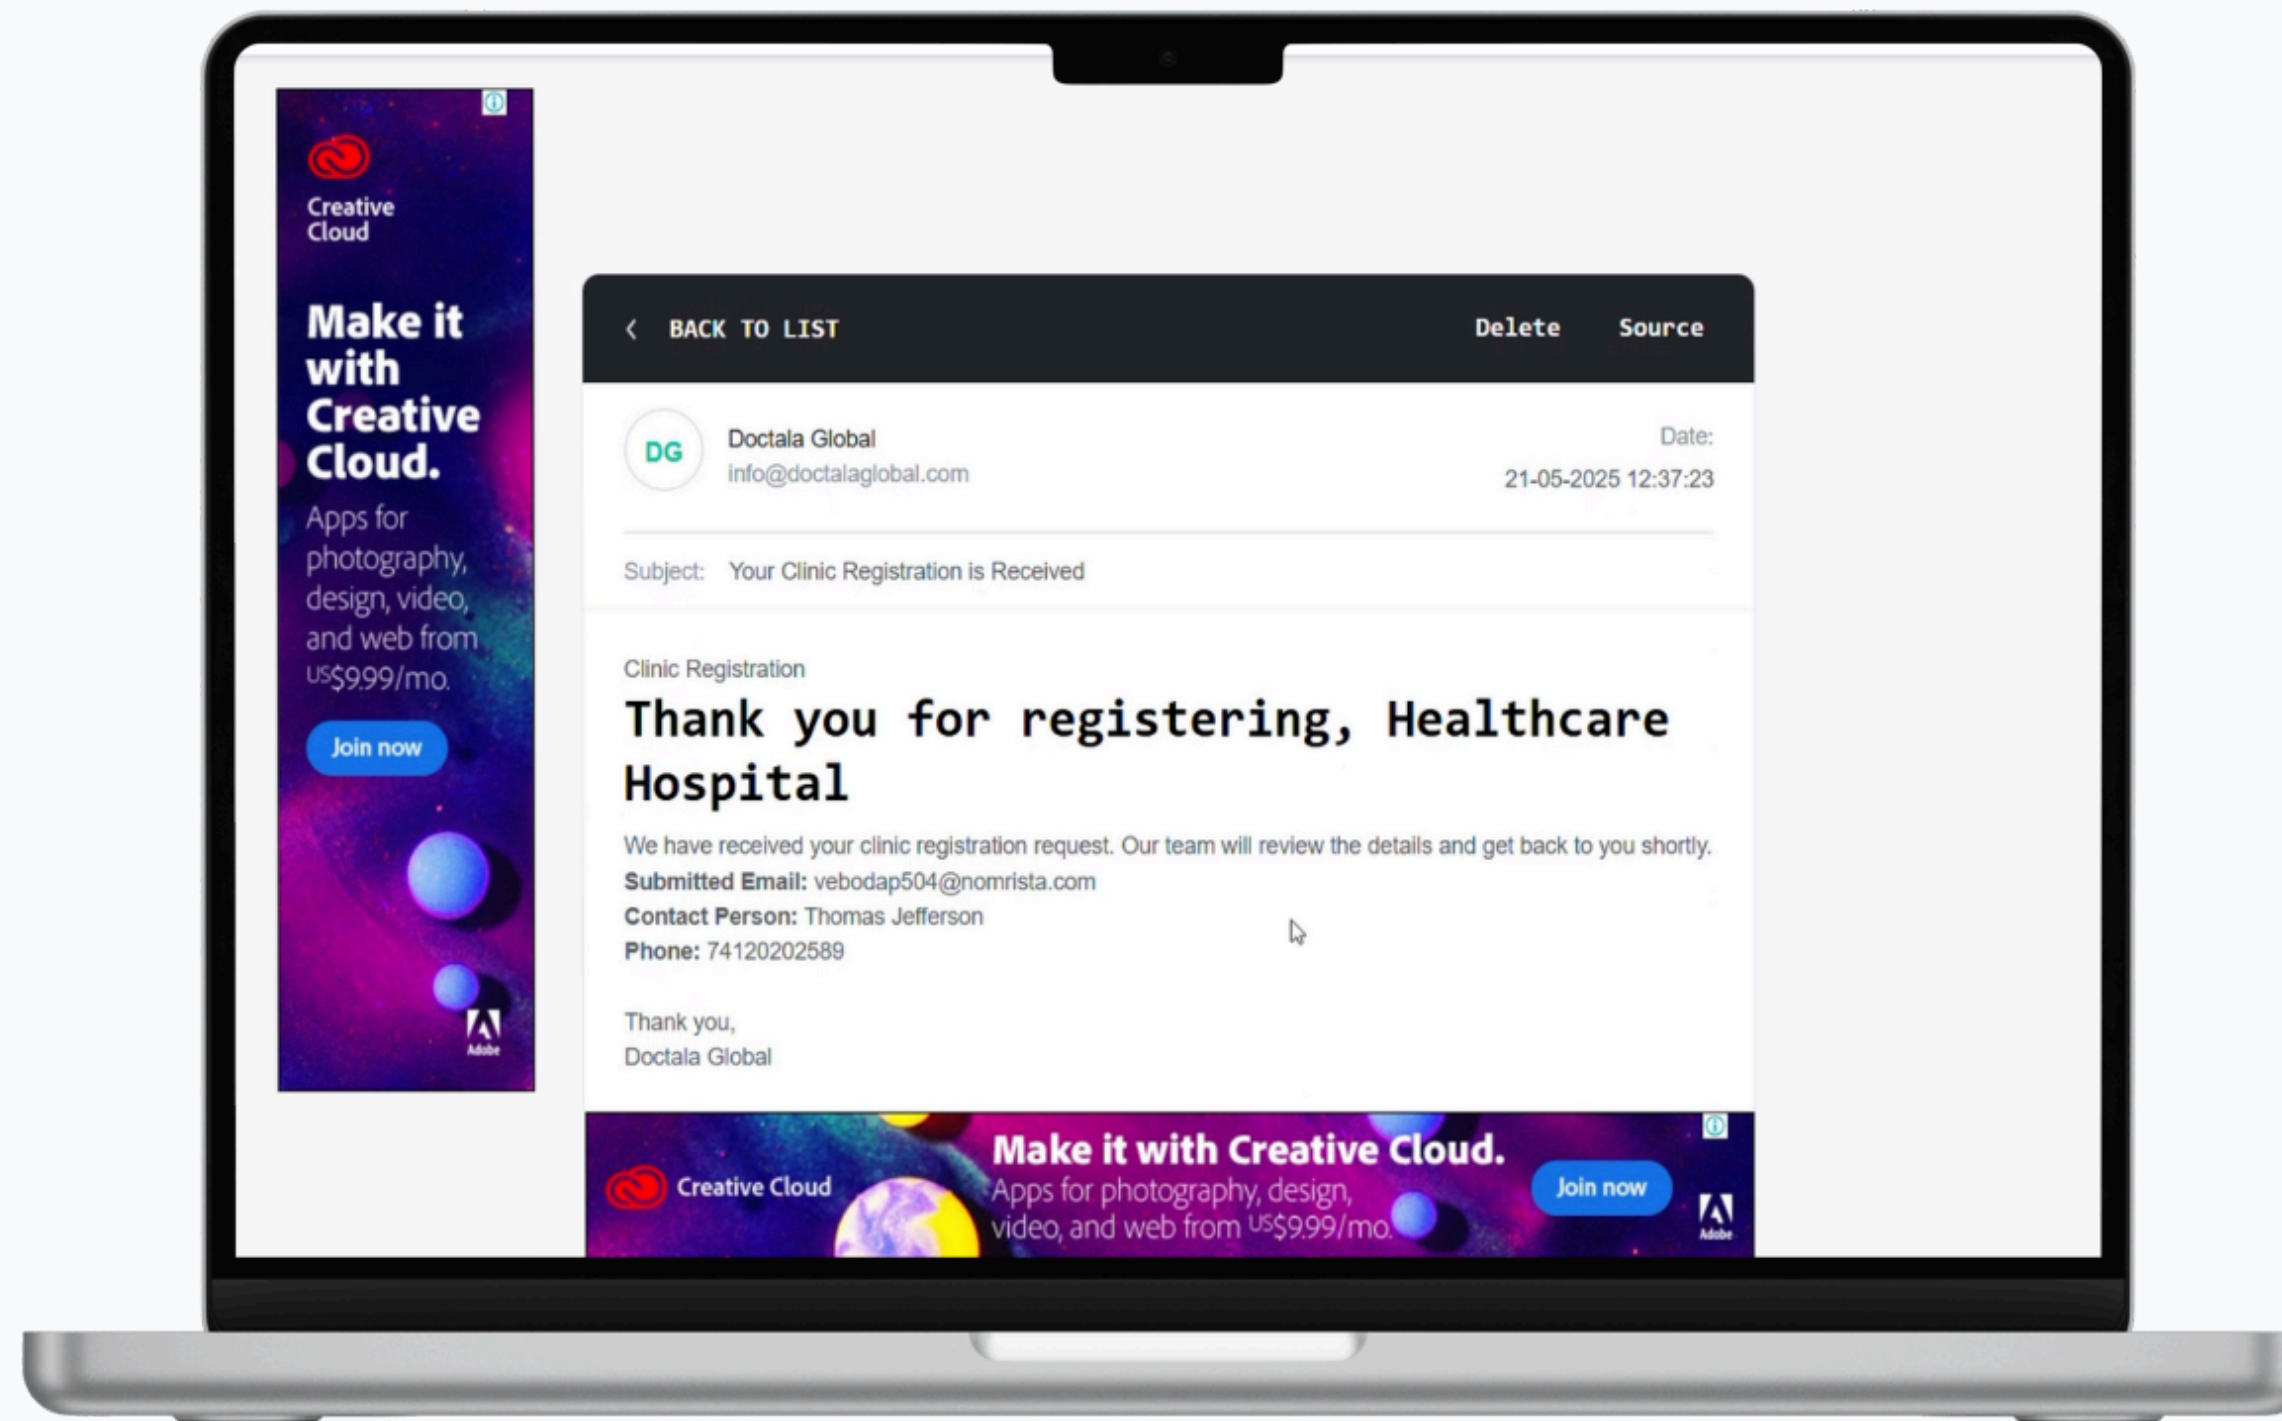 Creative
Cloud
Make it
with
Creative
Cloud.
Apps for
photography,
design, video,
and web from
US$9.99/mo.
Join now
Adobe
BACK TO LIST
Delete
Source
DG
Doctala Global
info@doctalaglobal.com
Date:
21-05-2025 12:37:23
Subject: Your Clinic Registration is Received
Clinic Registration
Thank you for registering, Healthcare
Hospital
We have received your clinic registration request. Our team will review the details and get back to you shortly.
Submitted Email: vebodap504@nomrista.com
Contact Person: Thomas Jefferson
Phone: 74120202589
Thank you,
Doctala Global
Creative Cloud
Make it with Creative Cloud.
Apps for photography, design,
video, and web from US$9.99/mo.
Join now
Adobe